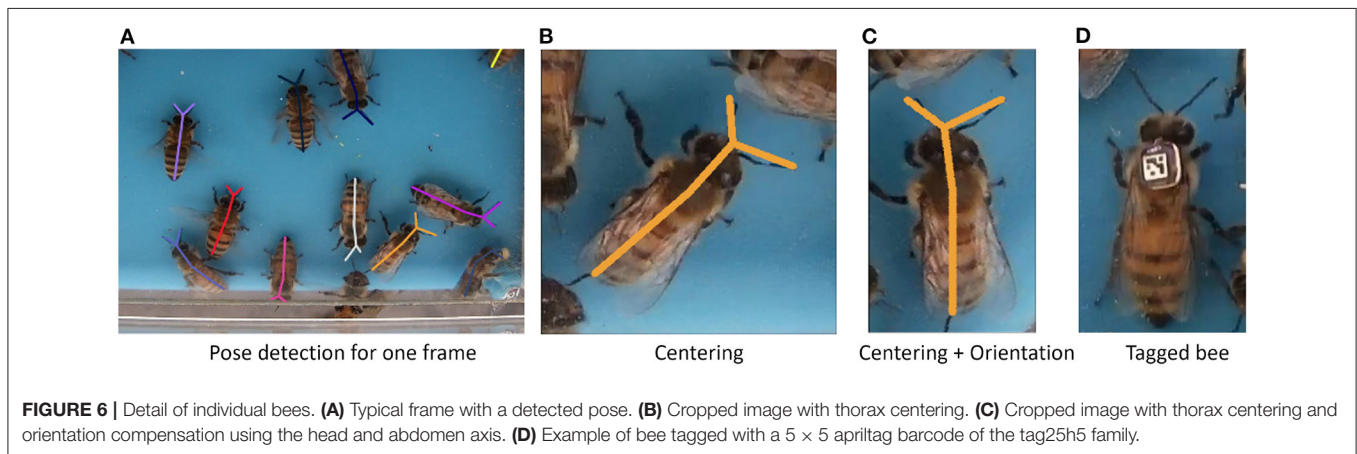 A
B
C
D
Pose detection for one frame
Centering
Centering + Orientation
Tagged bee
FIGURE 6 | Detail of individual bees. (A) Typical frame with a detected pose. (B) Cropped image with thorax centering. (C) Cropped image with thorax centering and
orientation compensation using the head and abdomen axis. (D) Example of bee tagged with a 5 × 5 apriltag barcode of the tag25h5 family.